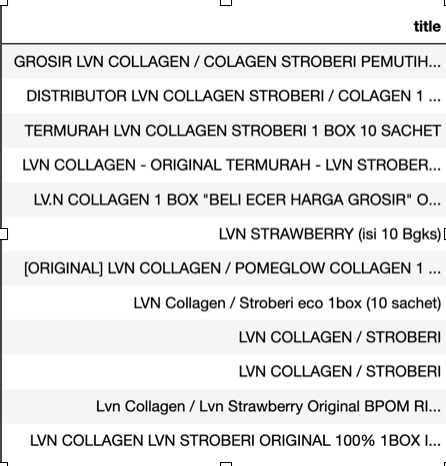 title
GROSIR LVN COLLAGEN / COLAGEN STROBERI PEMUTIH...
DISTRIBUTOR LVN COLLAGEN STROBERI / COLAGEN 1 ...
TERMURAH LVN COLLAGEN STROBERI 1 BOX 10 SACHET
LVN COLLAGEN - ORIGINAL TERMURAH - LVN STROBER...
LV.N COLLAGEN 1 BOX "BELI ECER HARGA GROSIR" O...
LVN STRAWBERRY (isi 10 Bgks)
[ORIGINAL] LVN COLLAGEN / POMEGLOW COLLAGEN 1 ...
LVN Collagen / Stroberi eco 1box (10 sachet)
LVN COLLAGEN / STROBERI
LVN COLLAGEN / STROBERI
Lvn Collagen / Lvn Strawberry Original BPOM RI...
LVN COLLAGEN LVN STROBERI ORIGINAL 100% 1BOX I...